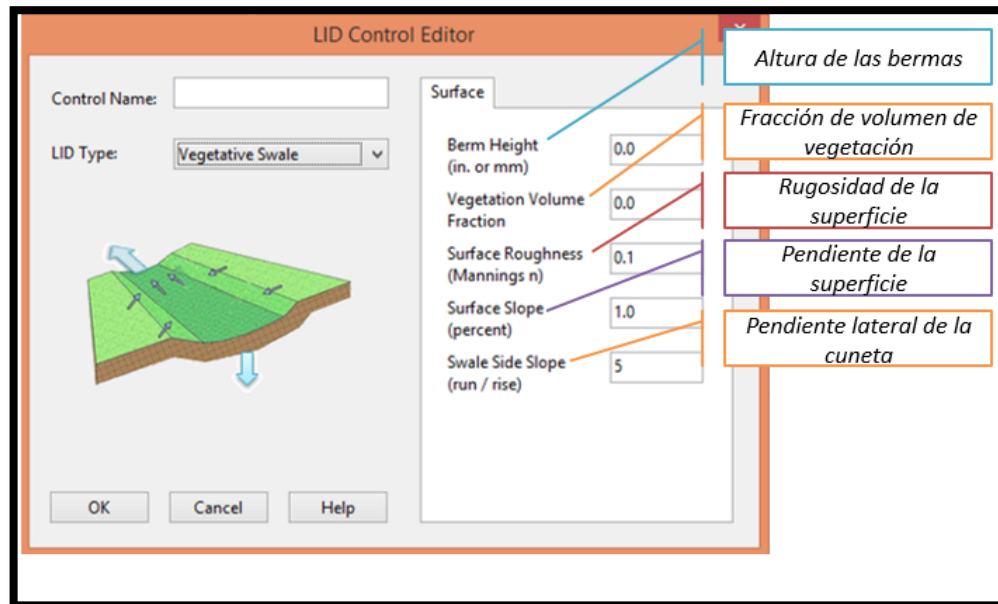 LID Control Editor
Control Name:
LID Type:
Vegetative Swale
OK
Cancel
Help
Surface
Berm Height
(in. or mm)
0.0
Vegetation Volume
Fraction
0.0
Surface Roughness
(Mannings n)
0.1
Surface Slope
(percent)
1.0
Swale Side Slope
(run / rise)
5
Altura de las bermas
Fracción de volumen de
vegetación
Rugosidad de la
superficie
Pendiente de la
superficie
Pendiente lateral de la
cuneta